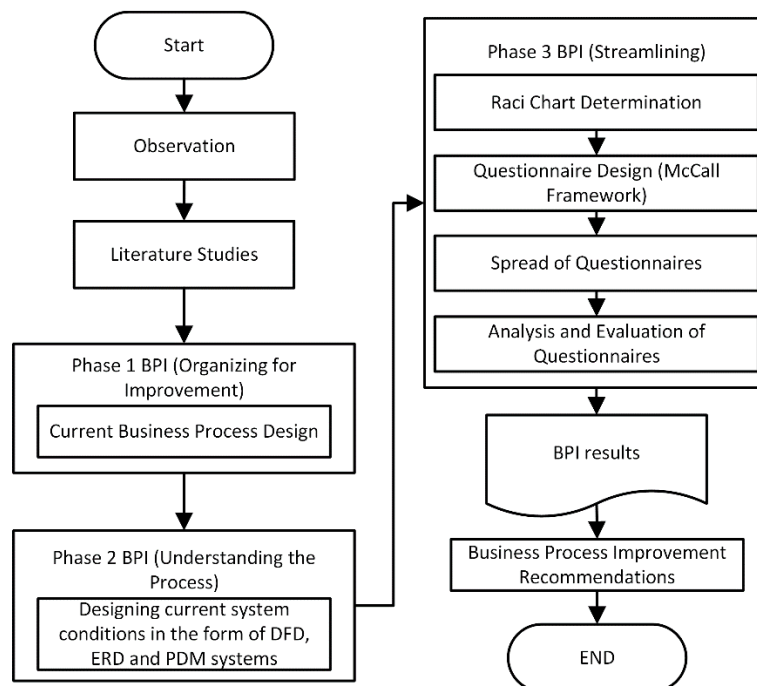 Start
Observation
Literature Studies
Phase 1 BPI (Organizing for
Improvement)
Current Business Process Design
Phase 2 BPI (Understanding the
Process)
Designing current system
conditions in the form of DFD,
ERD and PDM systems
Phase 3 BPI (Streamlining)
Raci Chart Determination
Questionnaire Design (McCall
Framework)
Spread of Questionnaires
Analysis and Evaluation of
Questionnaires
BPI results
Business Process Improvement
Recommendations
END